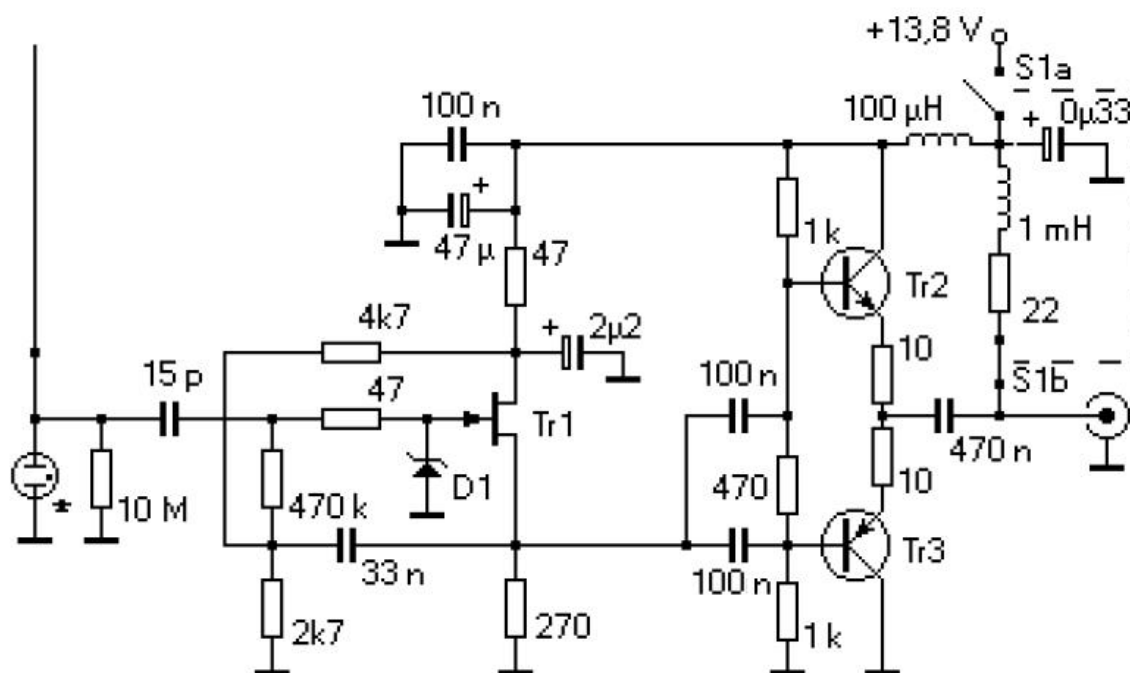 +13,8 V
S1a
100 n
100 µH
+
0µ33
+
47 µ
47
1 k
1 mH
Tr2
22
4k7
+
2µ2
10
15 p
47
100 n
S1b
Tr1
470 n
D1
10 M
470 k
470
10
33 n
100 n
Tr3
2k7
270
1 k